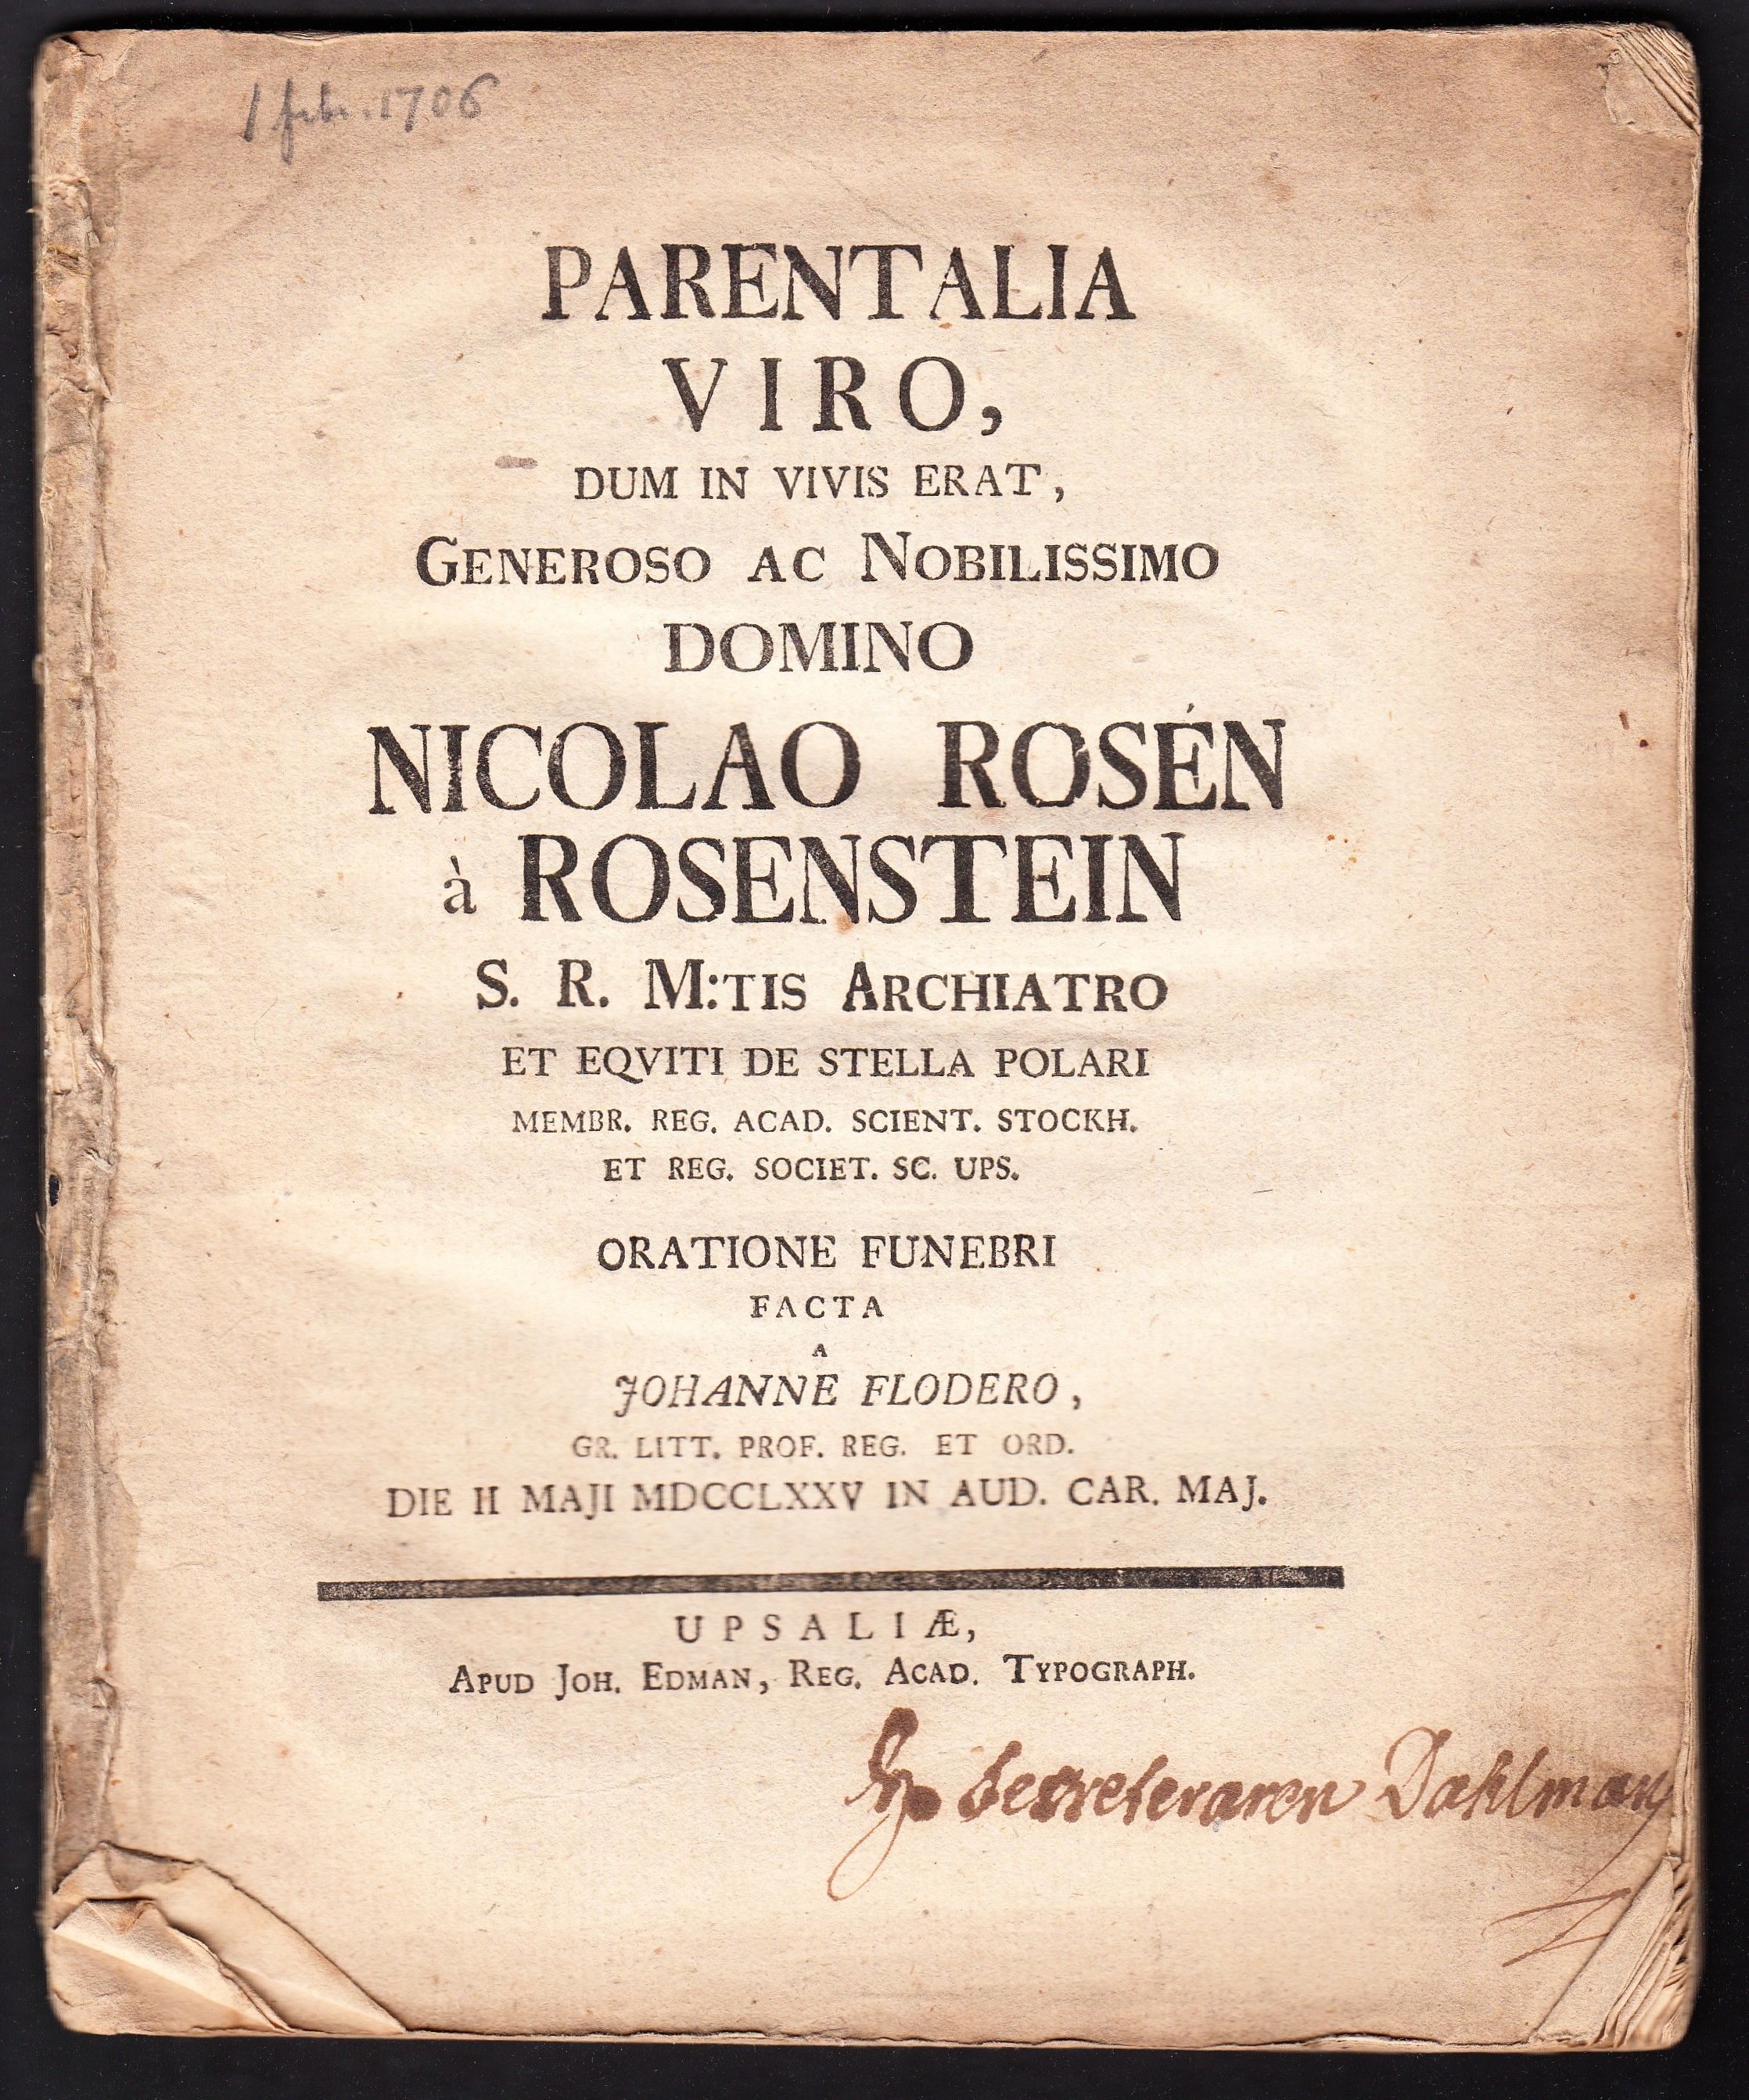 1 febr. 1706
PARENTALIA
VIRO,
DUM IN VIVIS ERAT,
GENEROSO AC NOBILISSIMO
DOMINO
NICOLAO ROSÉN
à ROSENSTEIN
S. R. M:TIS ARCHIATRO
ET EQVITI DE STELLA POLARI
MEMBR. REG. ACAD. SCIENT. STOCKH.
ET REG. SOCIET. SC. UPS.
ORATIONE FUNEBRI
FACTA
A
JOHANNE FLODERO,
GR. LITT. PROF. REG. ET ORD.
DIE II MAJI MDCCLXXV IN AUD. CAR. MAJ.
UPSALIÆ,
APUD JOH. EDMAN, REG. ACAD. TYPOGRAPH.
Secreteraren Dahlman